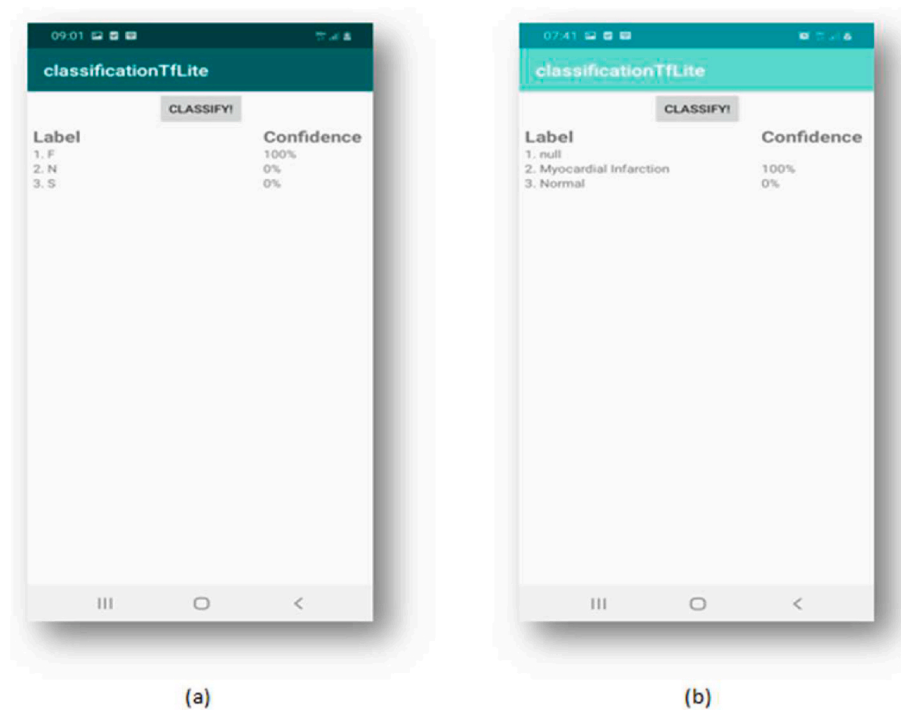 09:01
classificationTfLite
CLASSIFY!
Label Confidence
1. F 100%
2. N 0%
3. S 0%
(a)
07:41
classificationTfLite
CLASSIFY!
Label Confidence
1. null
2. Myocardial Infarction 100%
3. Normal 0%
(b)